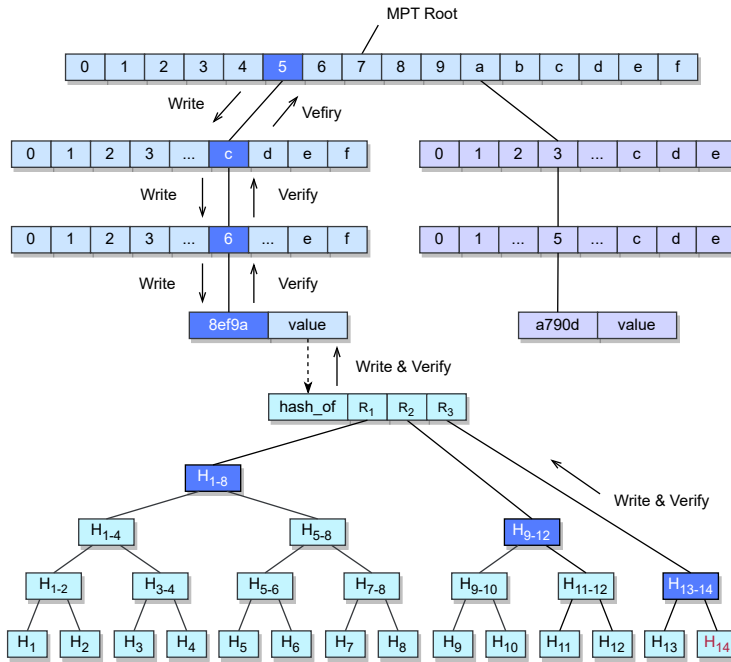 MPT Root
0 1 2 3 4 5 6 7 8 9 a b c d e f
Write Vefiry
0 1 2 3 ... c d e f
0 1 2 3 ... c d e
Write Verify
0 1 2 3 ... 6 ... e f
0 1 ... 5 ... c d e
Write Verify
8ef9a value
a790d value
Write & Verify
hash_of R1 R2 R3
H1-8
Write & Verify
H1-4 H5-8 H9-12
H1-2 H3-4 H5-6 H7-8 H9-10 H11-12 H13-14
H1 H2 H3 H4 H5 H6 H7 H8 H9 H10 H11 H12 H13 H14